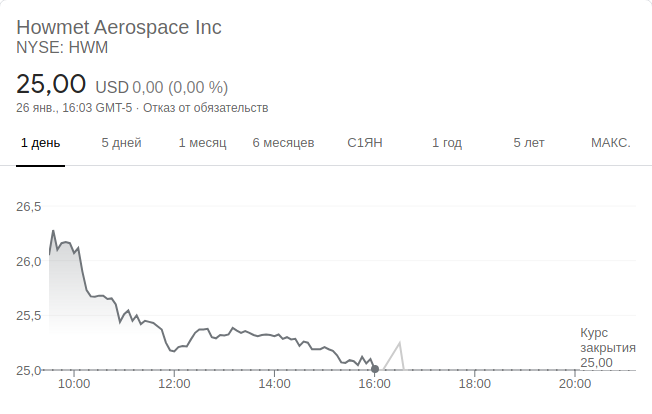 Howmet Aerospace Inc
NYSE: HWM
25,00 USD 0,00 (0,00 %)
26 янв., 16:03 GMT-5 · Отказ от обязательств
1 день 5 дней 1 месяц 6 месяцев С1ЯН 1 год 5 лет МАКС.
26,5
26,0
25,5
Курс
закрытия
25,00
25,0
10:00 12:00 14:00 16:00 18:00 20:00